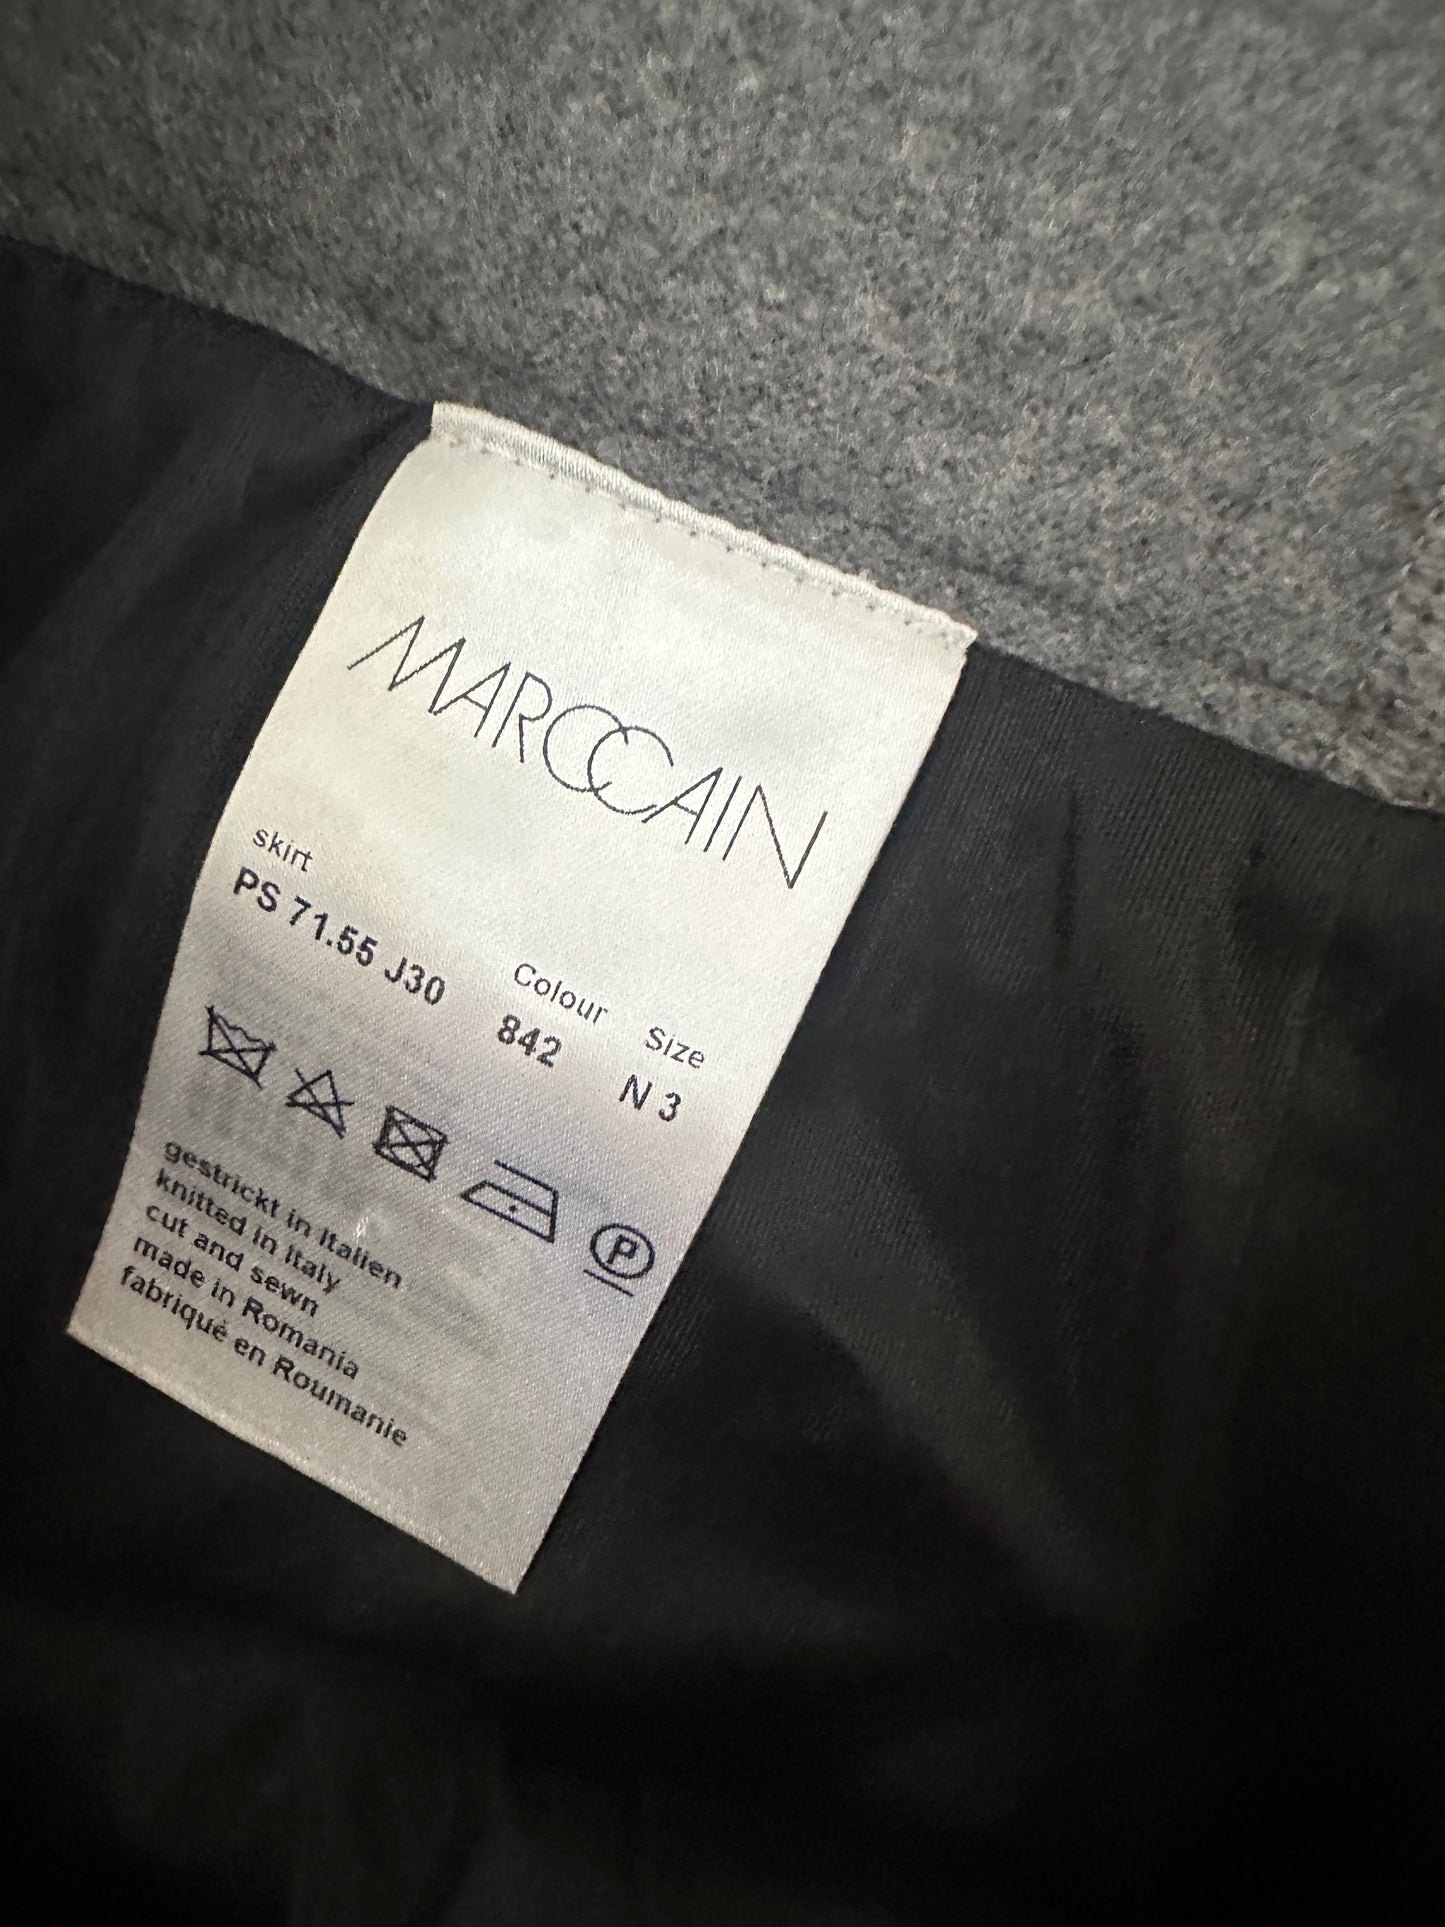 MARCCAIN
skirt
PS 71.55 J30
Colour
842
Size
N 3
P
gestrickt in Italien
knitted in Italy
cut and sewn
made in Romania
fabriqué en Roumanie